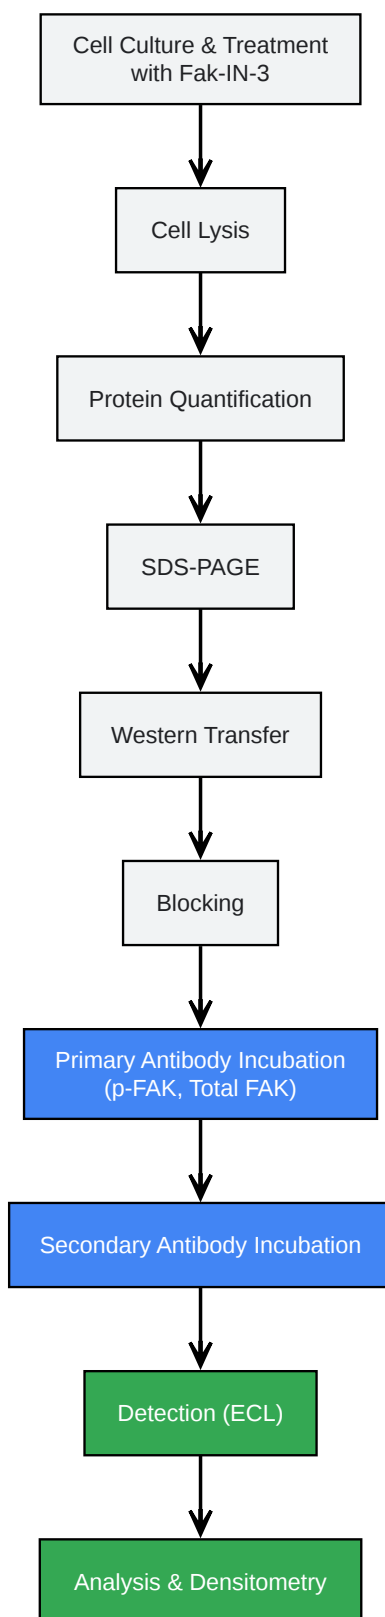 Cell Culture & Treatment
with Fak-IN-3
Cell Lysis
Protein Quantification
SDS-PAGE
Western Transfer
Blocking
Primary Antibody Incubation
(p-FAK, Total FAK)
Secondary Antibody Incubation
Detection (ECL)
Analysis & Densitometry